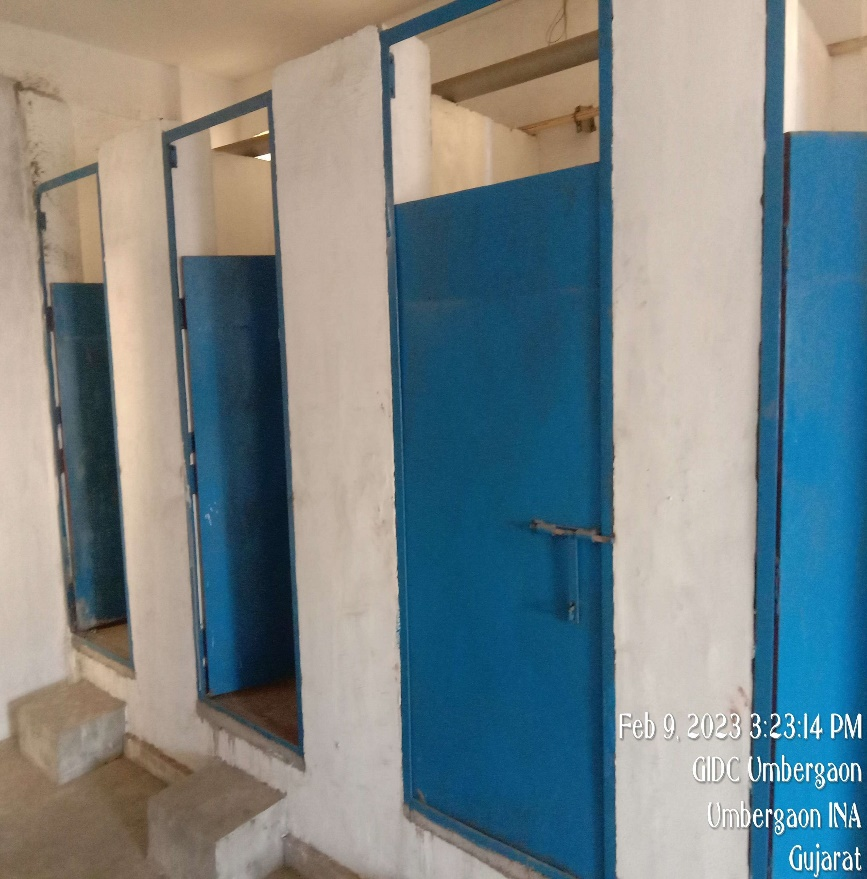 Feb 9, 2023 3:23:14 PM
GIDC Umbergaon
Umbergaon INA
Gujarat